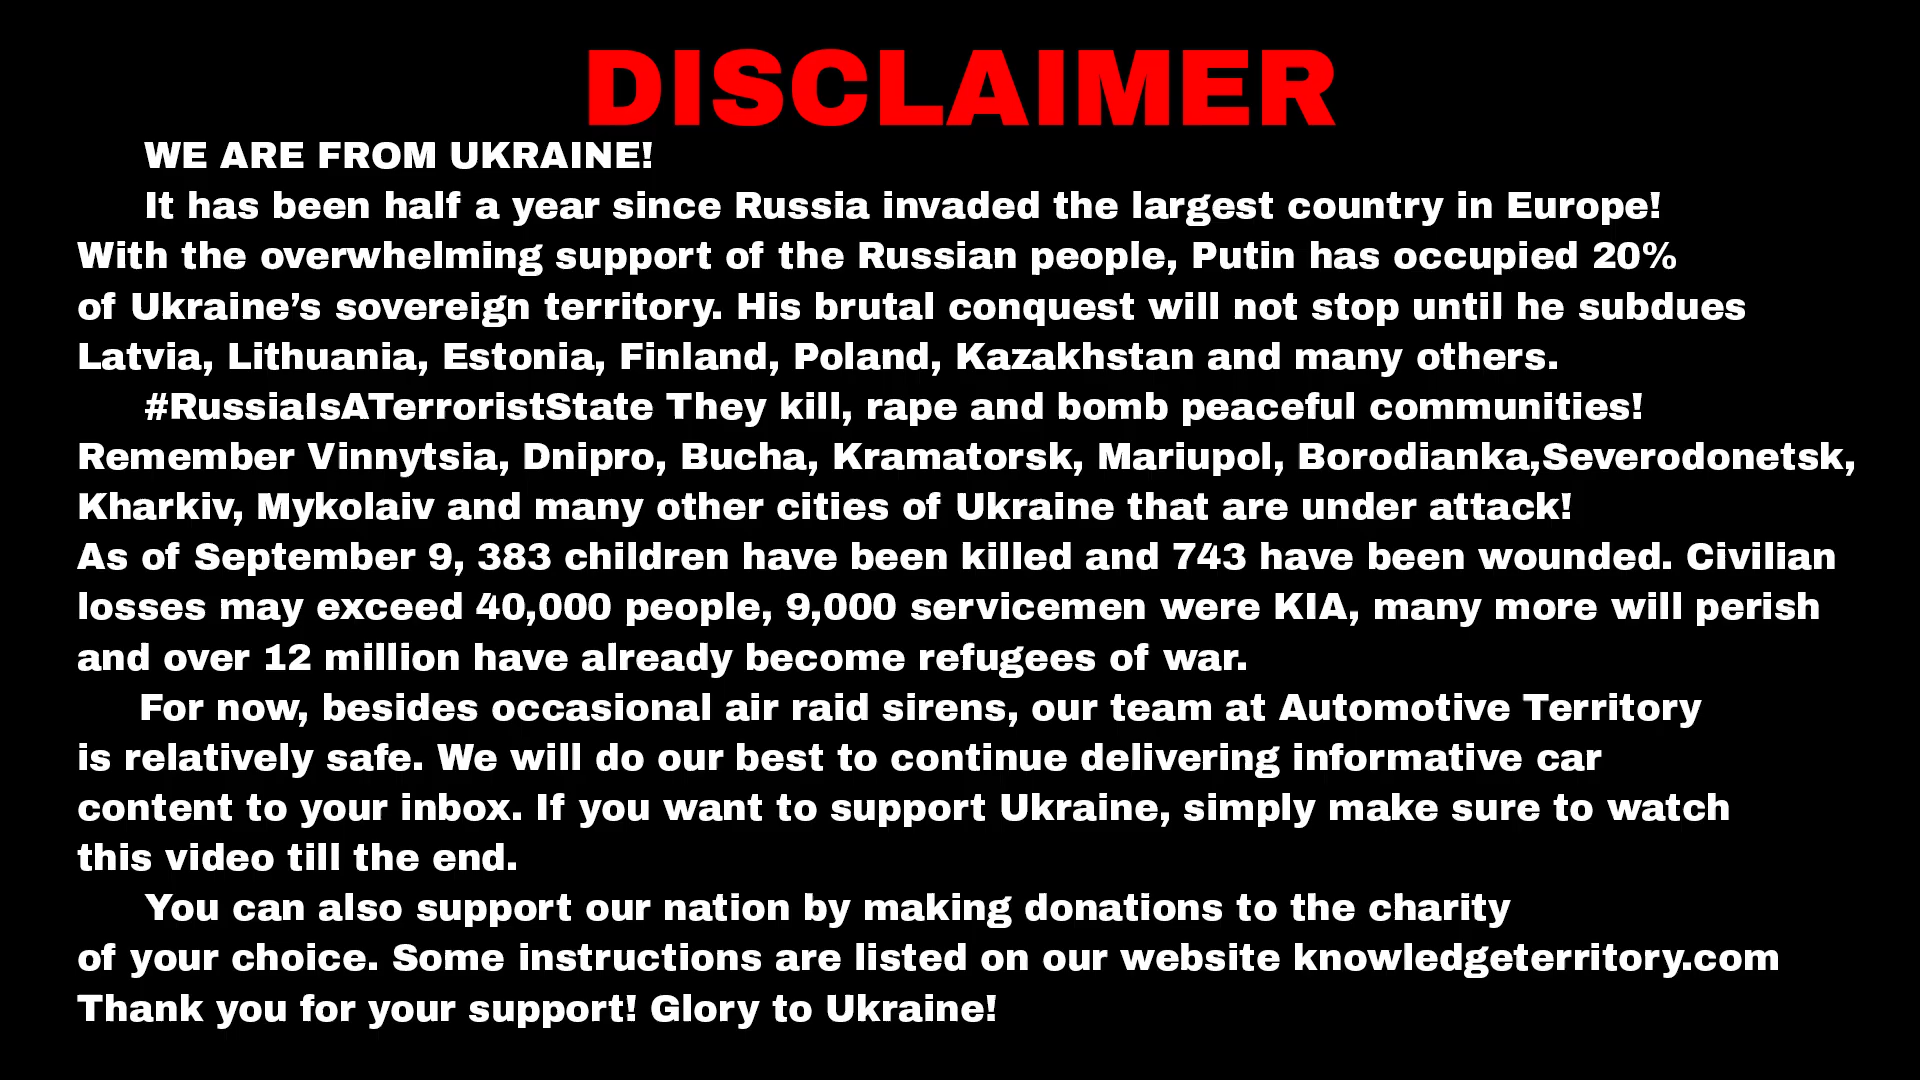 DISCLAIMER
WE ARE FROM UKRAINE!
It has been half a year since Russia invaded the largest country in Europe!
With the overwhelming support of the Russian people, Putin has occupied 20%
of Ukraine’s sovereign territory. His brutal conquest will not stop until he subdues
Latvia, Lithuania, Estonia, Finland, Poland, Kazakhstan and many others.
#RussiaIsATerroristState They kill, rape and bomb peaceful communities!
Remember Vinnytsia, Dnipro, Bucha, Kramatorsk, Mariupol, Borodianka,Severodonetsk,
Kharkiv, Mykolaiv and many other cities of Ukraine that are under attack!
As of September 9, 383 children have been killed and 743 have been wounded. Civilian
losses may exceed 40,000 people, 9,000 servicemen were KIA, many more will perish
and over 12 million have already become refugees of war.
For now, besides occasional air raid sirens, our team at Automotive Territory
is relatively safe. We will do our best to continue delivering informative car
content to your inbox. If you want to support Ukraine, simply make sure to watch
this video till the end.
You can also support our nation by making donations to the charity
of your choice. Some instructions are listed on our website knowledgeterritory.com
Thank you for your support! Glory to Ukraine!